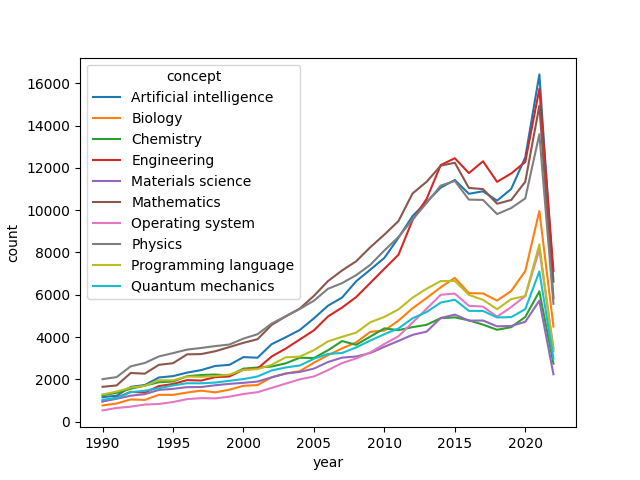 concept
Artificial intelligence
Biology
Chemistry
Engineering
Materials science
Mathematics
Operating system
Physics
Programming language
Quantum mechanics
count
16000
14000
12000
10000
8000
6000
4000
2000
0
1990 1995 2000 2005 2010 2015 2020
year